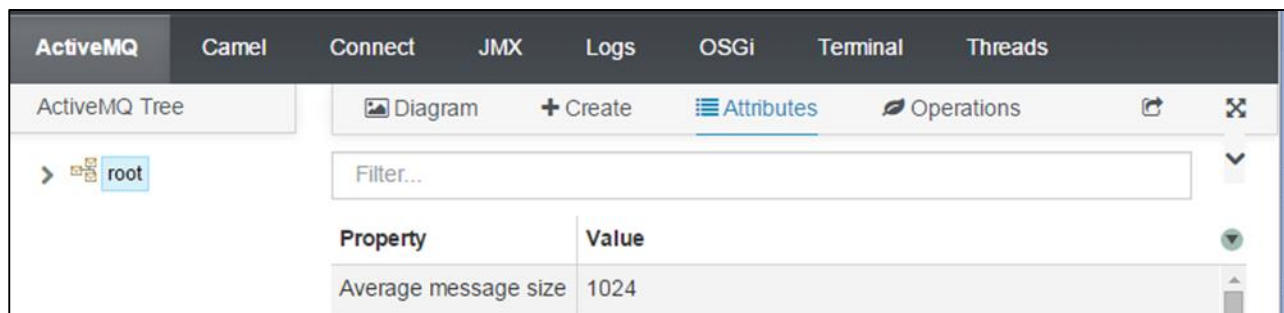 ActiveMQ Camel Connect JMX Logs OSGi Terminal Threads
ActiveMQ Tree Diagram Create Attributes Operations
root Filter...
Property Value
Average message size 1024